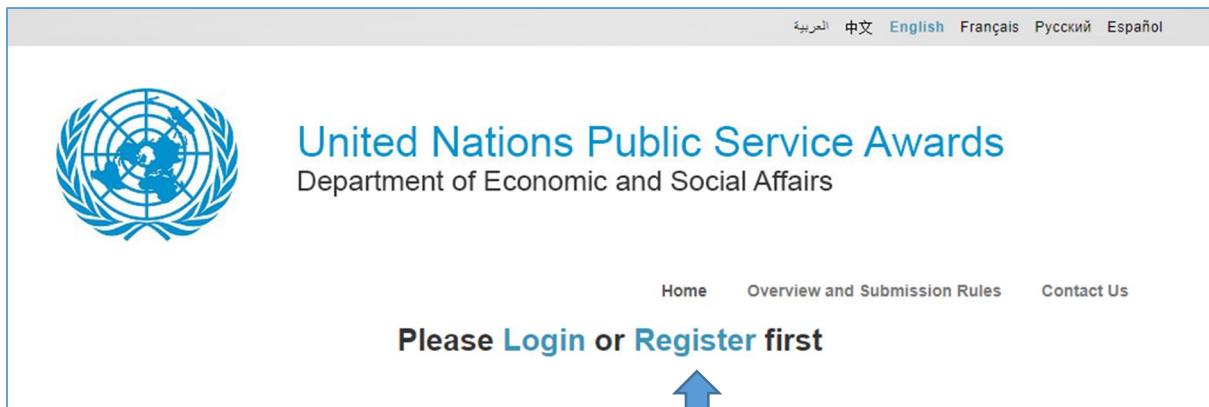 العربية 中文 English Français Русский Español
United Nations Public Service Awards
Department of Economic and Social Affairs
Home Overview and Submission Rules Contact Us
Please Login or Register first